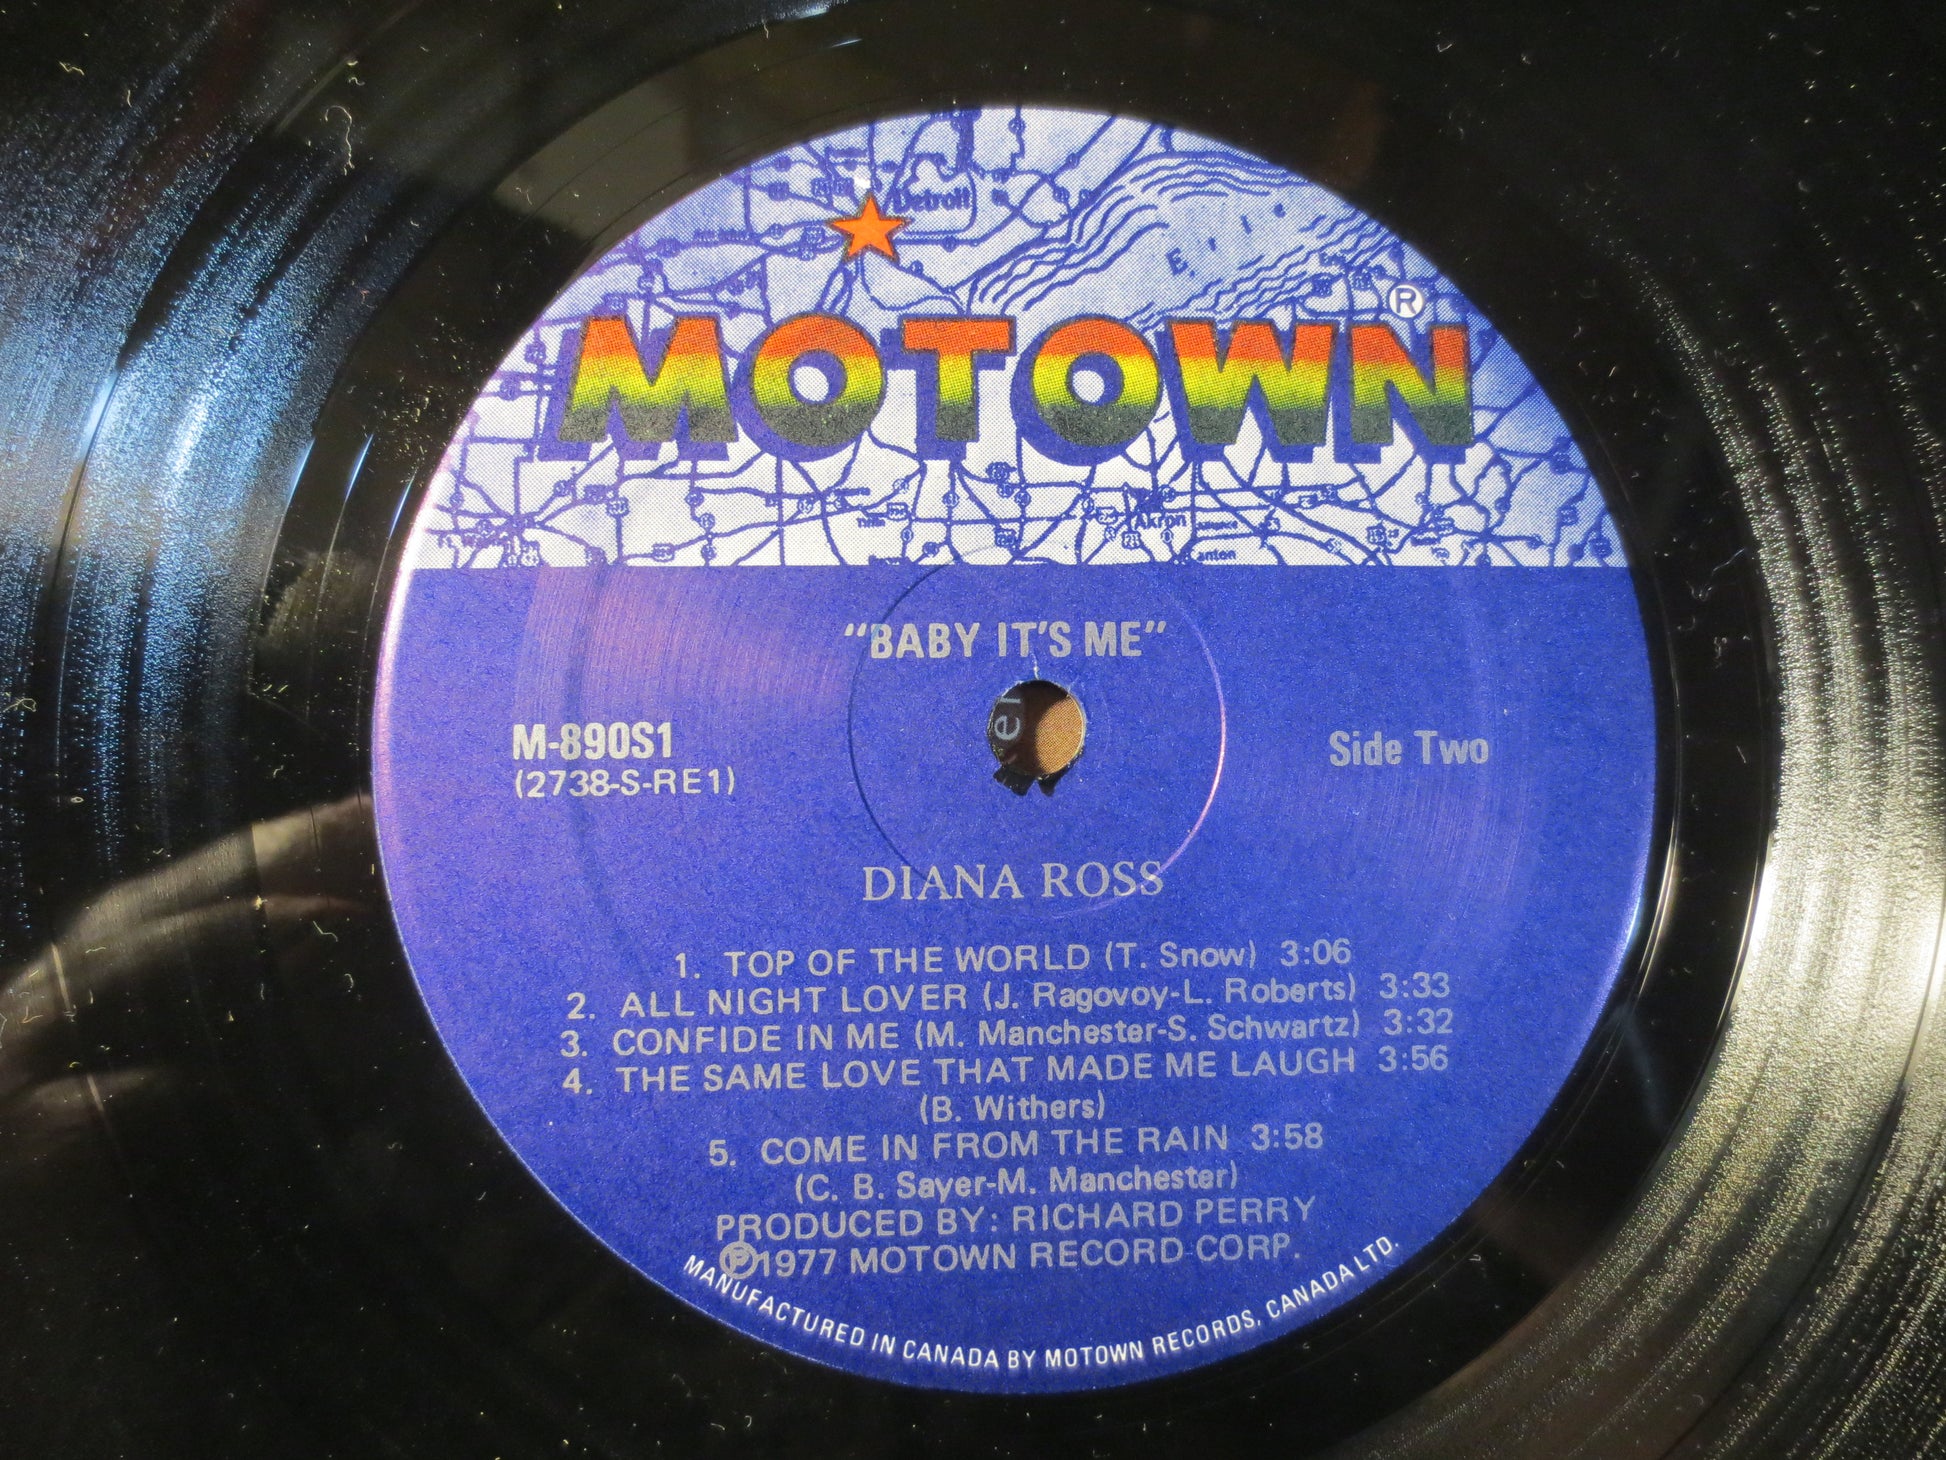 Detroit
Erie
MOTOWN®
Akron
"BABY IT'S ME"
er
M-890S1
(2738-S-RE1)
Side Two
DIANA ROSS
1. TOP OF THE WORLD (T. Snow) 3:06
2. ALL NIGHT LOVER (J. Ragovoy-L. Roberts) 3:33
3. CONFIDE IN ME (M. Manchester-S. Schwartz) 3:32
4. THE SAME LOVE THAT MADE ME LAUGH 3:56
(B. Withers)
5. COME IN FROM THE RAIN 3:58
(C. B. Sayer-M. Manchester)
PRODUCED BY: RICHARD PERRY
℗1977 MOTOWN RECORD CORP.
MANUFACTURED IN CANADA BY MOTOWN RECORDS, CANADA LTD.